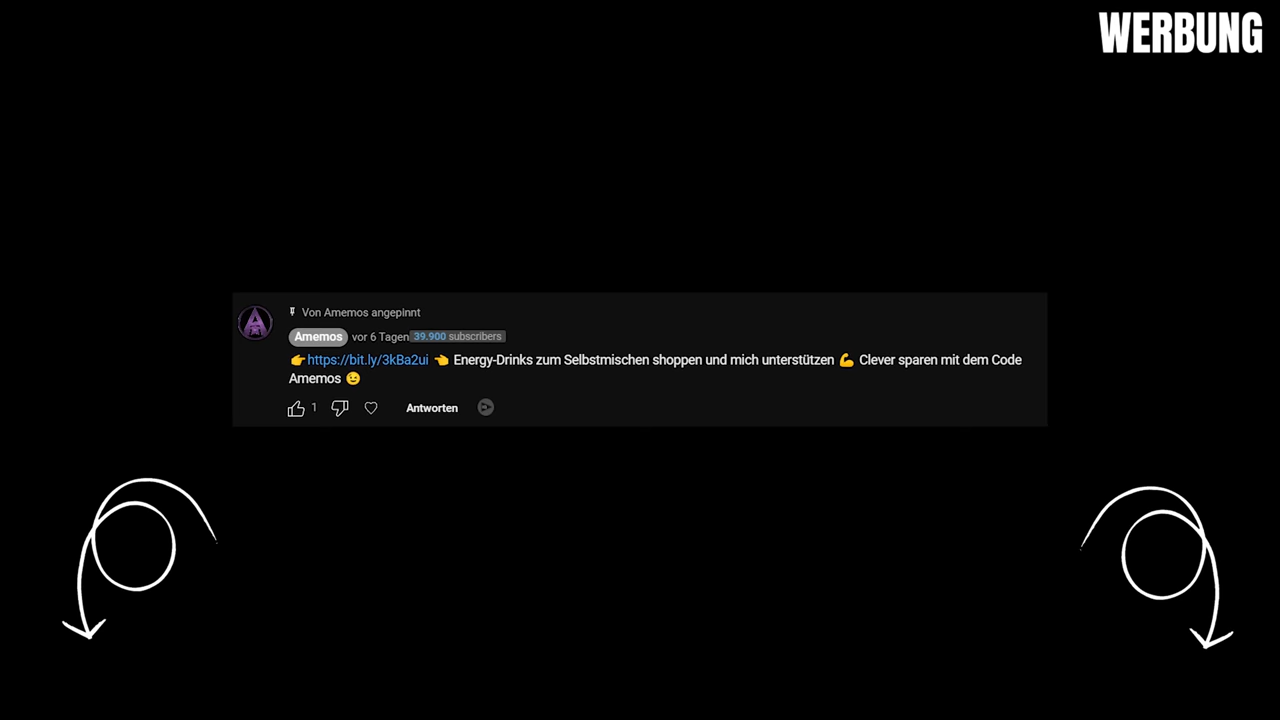 WERBUNG
Von Amemos angepinnt
Amemos vor 6 Tagen 39.900 subscribers
👉https://bit.ly/3kBa2ui 👈 Energy-Drinks zum Selbstmischen shoppen und mich unterstützen 💪 Clever sparen mit dem Code
Amemos 😉
1 Antworten